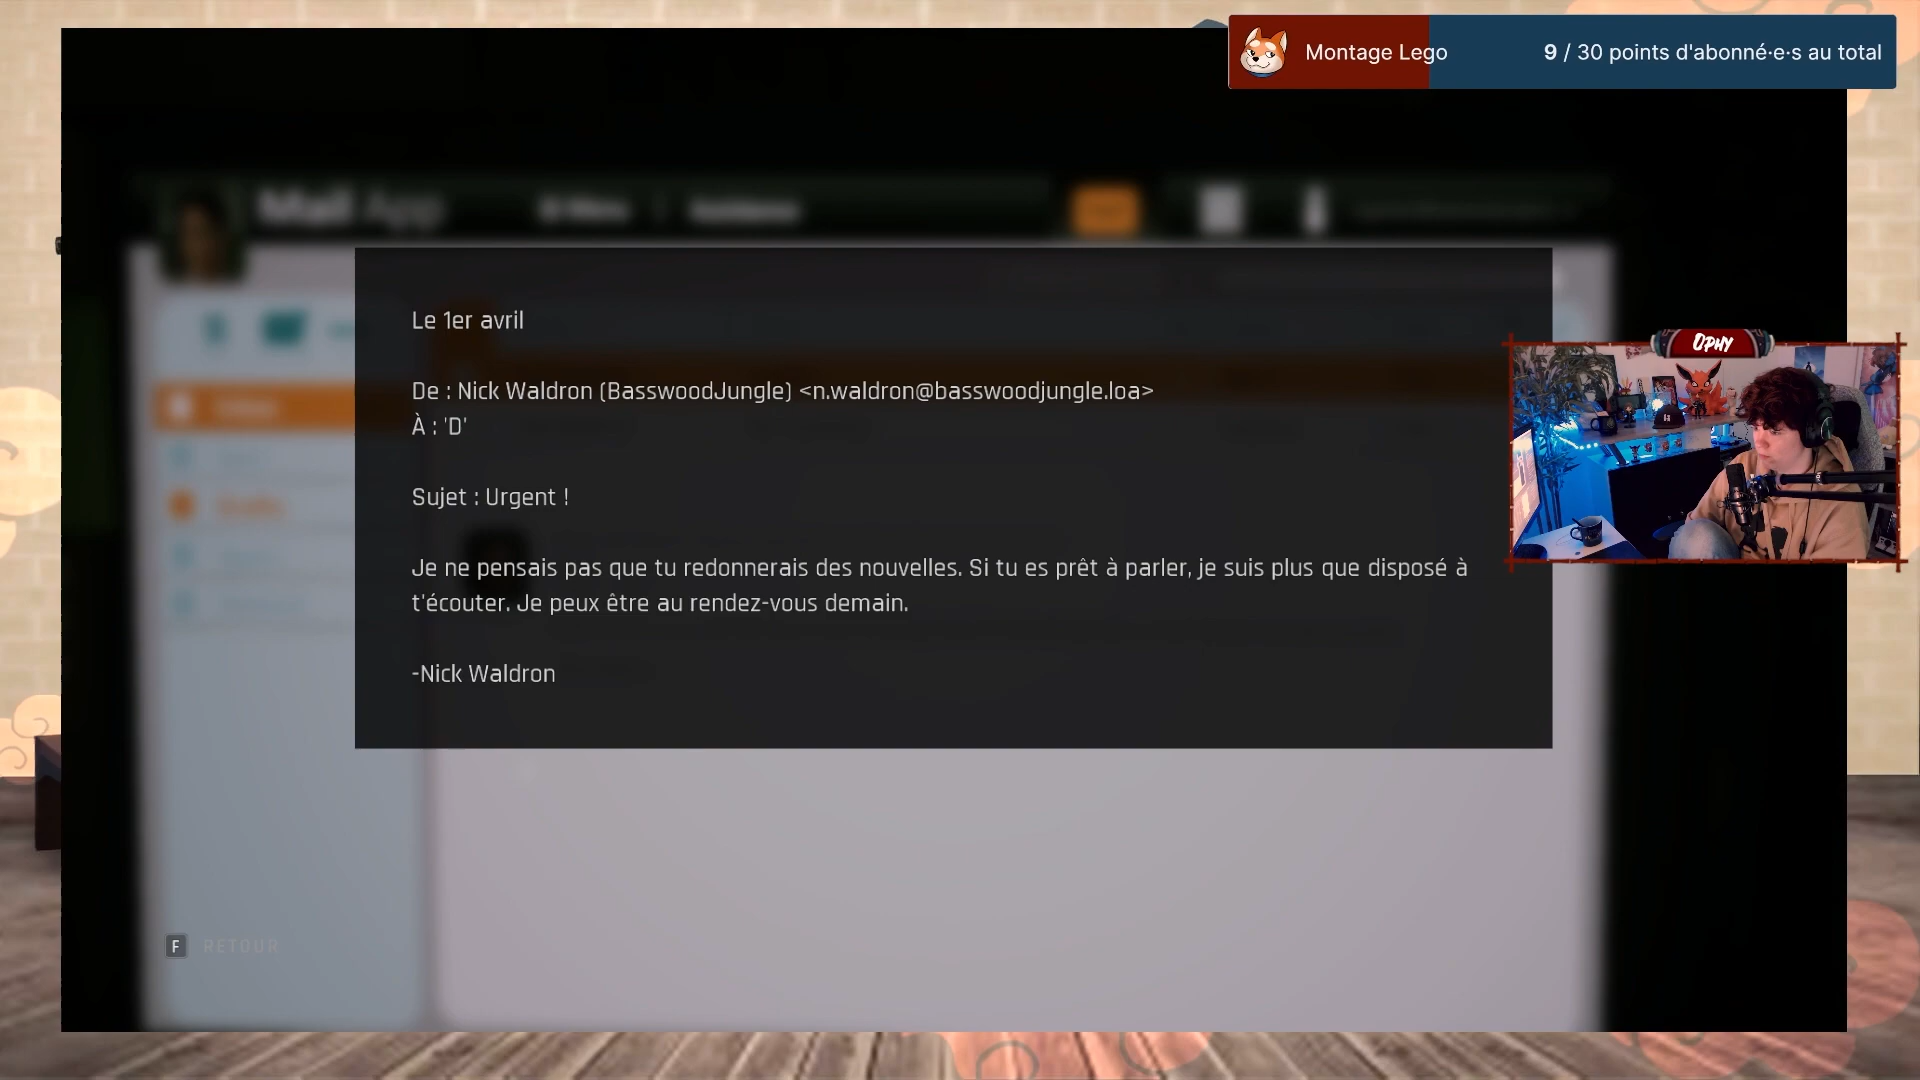 Montage Lego
9 / 30 points d'abonné·e·s au total
Mail App
Le 1er avril
De : Nick Waldron (BasswoodJungle) <n.waldron@basswoodjungle.loa>
À : 'D'
OPHY
Sujet : Urgent !
Je ne pensais pas que tu redonnerais des nouvelles. Si tu es prêt à parler, je suis plus que disposé à
t'écouter. Je peux être au rendez-vous demain.
-Nick Waldron
F RETOUR